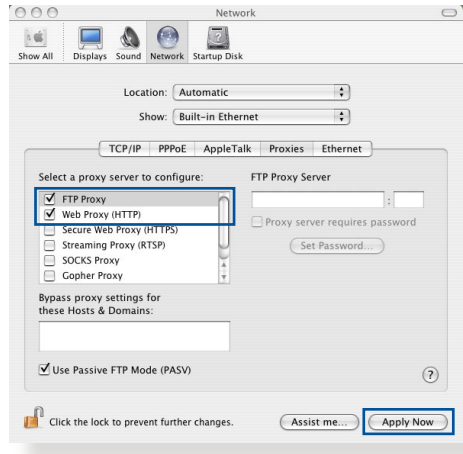 Network
Show All Displays Sound Network Startup Disk
Location: Automatic
Show: Built-in Ethernet
TCP/IP PPPoE AppleTalk Proxies Ethernet
Select a proxy server to configure: FTP Proxy Server
FTP Proxy :
Web Proxy (HTTP) Proxy server requires password
Secure Web Proxy (HTTPS)
Streaming Proxy (RTSP) Set Password...
SOCKS Proxy
Gopher Proxy
Bypass proxy settings for
these Hosts & Domains:
Use Passive FTP Mode (PASV) ?
Click the lock to prevent further changes. Assist me... Apply Now